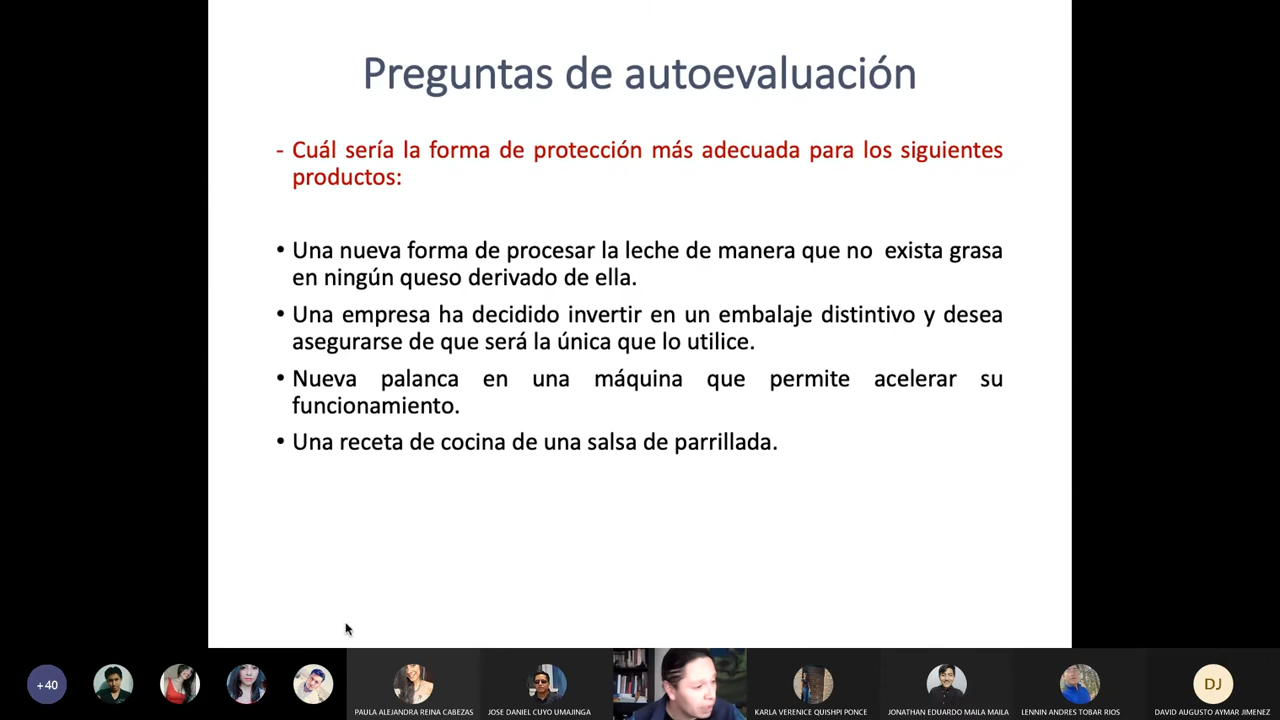 Preguntas de autoevaluación
- Cuál sería la forma de protección más adecuada para los siguientes
productos:
• Una nueva forma de procesar la leche de manera que no exista grasa
en ningún queso derivado de ella.
• Una empresa ha decidido invertir en un embalaje distintivo y desea
asegurarse de que será la única que lo utilice.
• Nueva palanca en una máquina que permite acelerar su
funcionamiento.
• Una receta de cocina de una salsa de parrillada.
+40
DJ
PAULA ALEJANDRA REINA CABEZAS
JOSE DANIEL CUYO UMAJINGA
KARLA VERENICE QUISHPI PONCE
JONATHAN EDUARDO MAILA MAILA
LENNIN ANDRES TOBAR RIOS
DAVID AUGUSTO AYMAR JIMENEZ